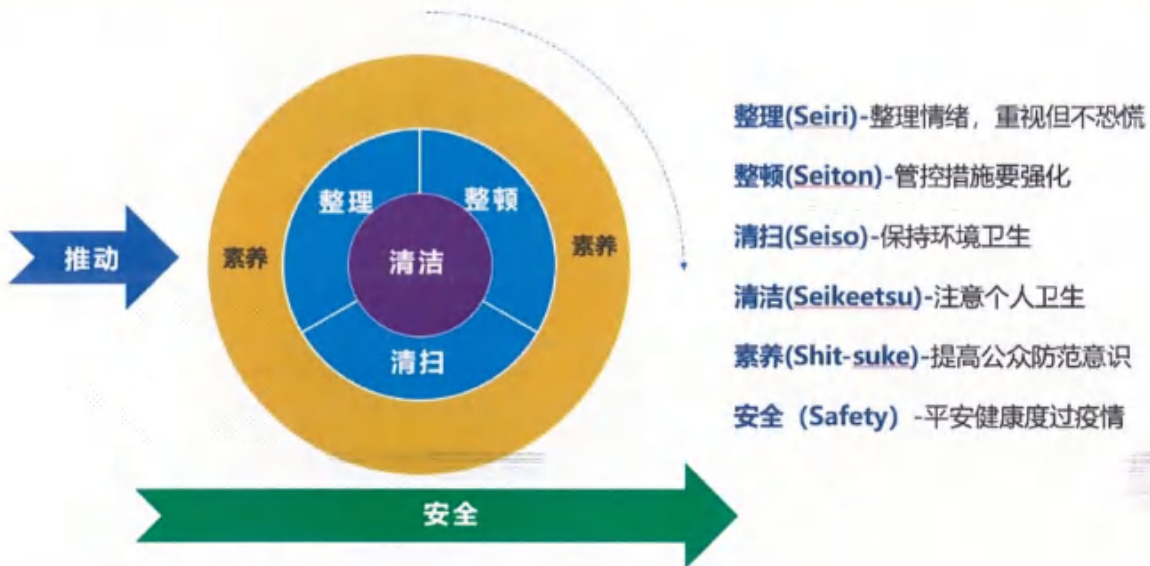 推动
整理
整顿
素养
清洁
素养
清扫
安全
整理(Seiri)-整理情绪，重视但不恐慌
整顿(Seiton)-管控措施要强化
清扫(Seiso)-保持环境卫生
清洁(Seikeetsu)-注意个人卫生
素养(Shit-suke)-提高公众防范意识
安全（Safety）-平安健康度过疫情